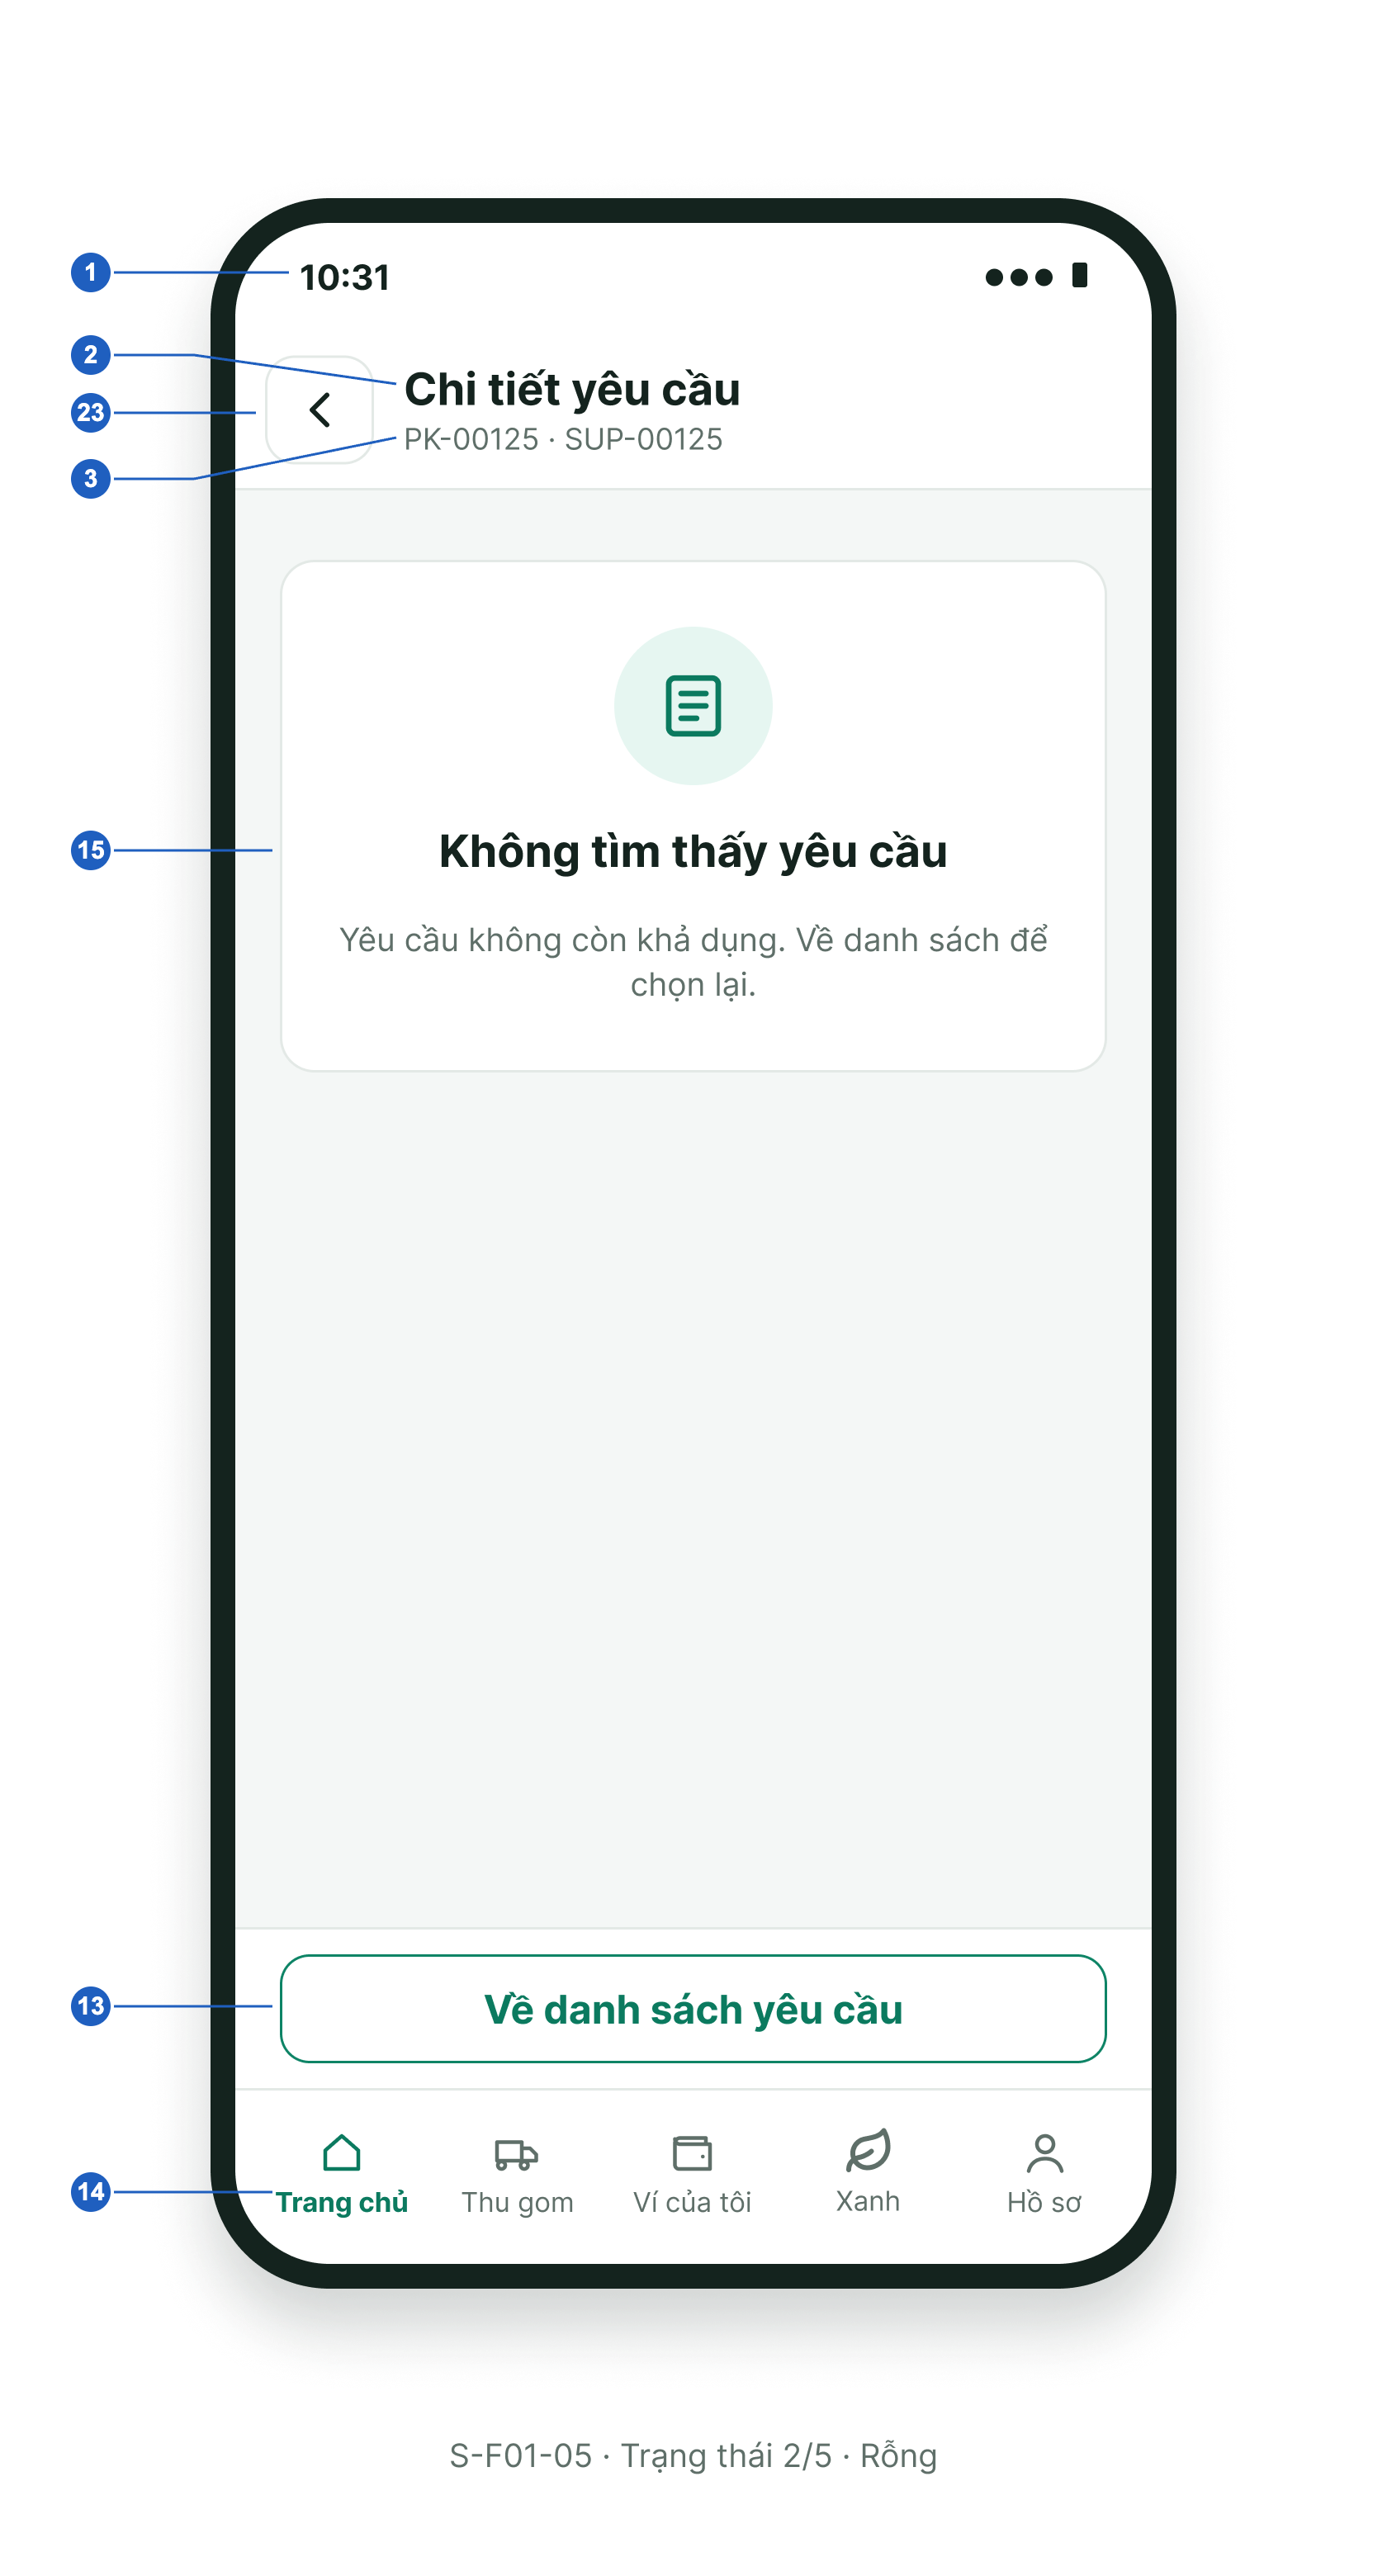 1
10:31
2
Chi tiết yêu cầu
23
PK-00125 · SUP-00125
3
15
Không tìm thấy yêu cầu
Yêu cầu không còn khả dụng. Về danh sách để
chọn lại.
13
Về danh sách yêu cầu
14
Trang chủ
Thu gom
Ví của tôi
Xanh
Hồ sơ
S-F01-05 · Trạng thái 2/5 · Rỗng